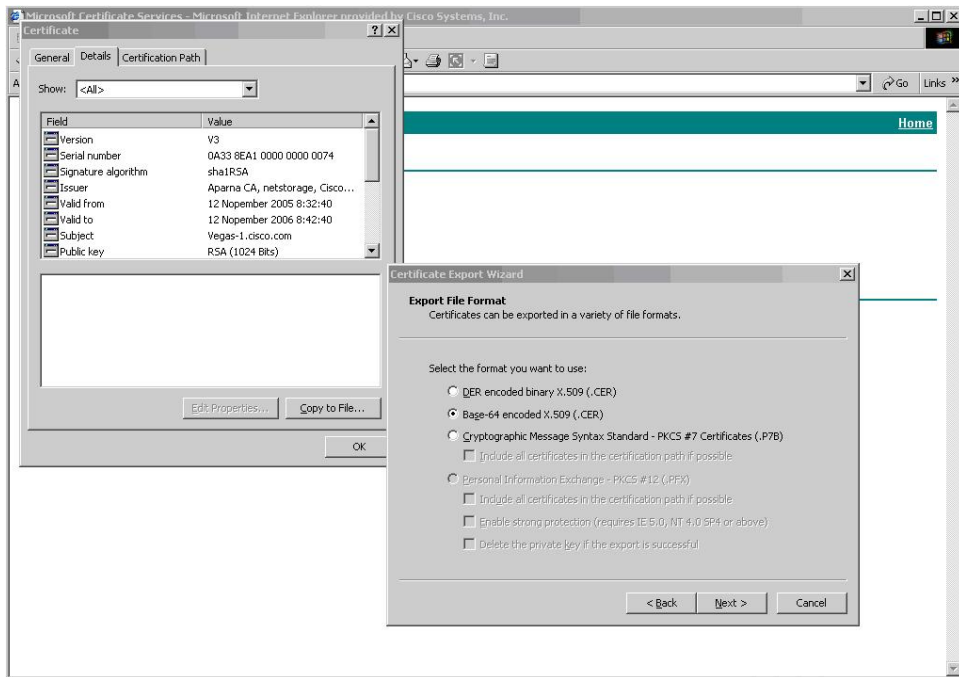 Microsoft Certificate Services - Microsoft Internet Explorer provided by Cisco Systems, Inc.
Certificate
General
Details
Certification Path
Show:
<All>
Field Value
Version V3
Serial number 0A33 8EA1 0000 0000 0074
Signature algorithm sha1RSA
Issuer Aparna CA, netstorage, Cisco...
Valid from 12 Nopember 2005 8:32:40
Valid to 12 Nopember 2006 8:42:40
Subject Vegas-1.cisco.com
Public key RSA (1024 Bits)
Edit Properties...
Copy to File...
OK
Go
Links »
Home
Certificate Export Wizard
Export File Format
Certificates can be exported in a variety of file formats.
Select the format you want to use:
DER encoded binary X.509 (.CER)
Base-64 encoded X.509 (.CER)
Cryptographic Message Syntax Standard - PKCS #7 Certificates (.P7B)
Include all certificates in the certification path if possible
Personal Information Exchange - PKCS #12 (.PFX)
Include all certificates in the certification path if possible
Enable strong protection (requires IE 5.0, NT 4.0 SP4 or above)
Delete the private key if the export is successful
< Back
Next >
Cancel